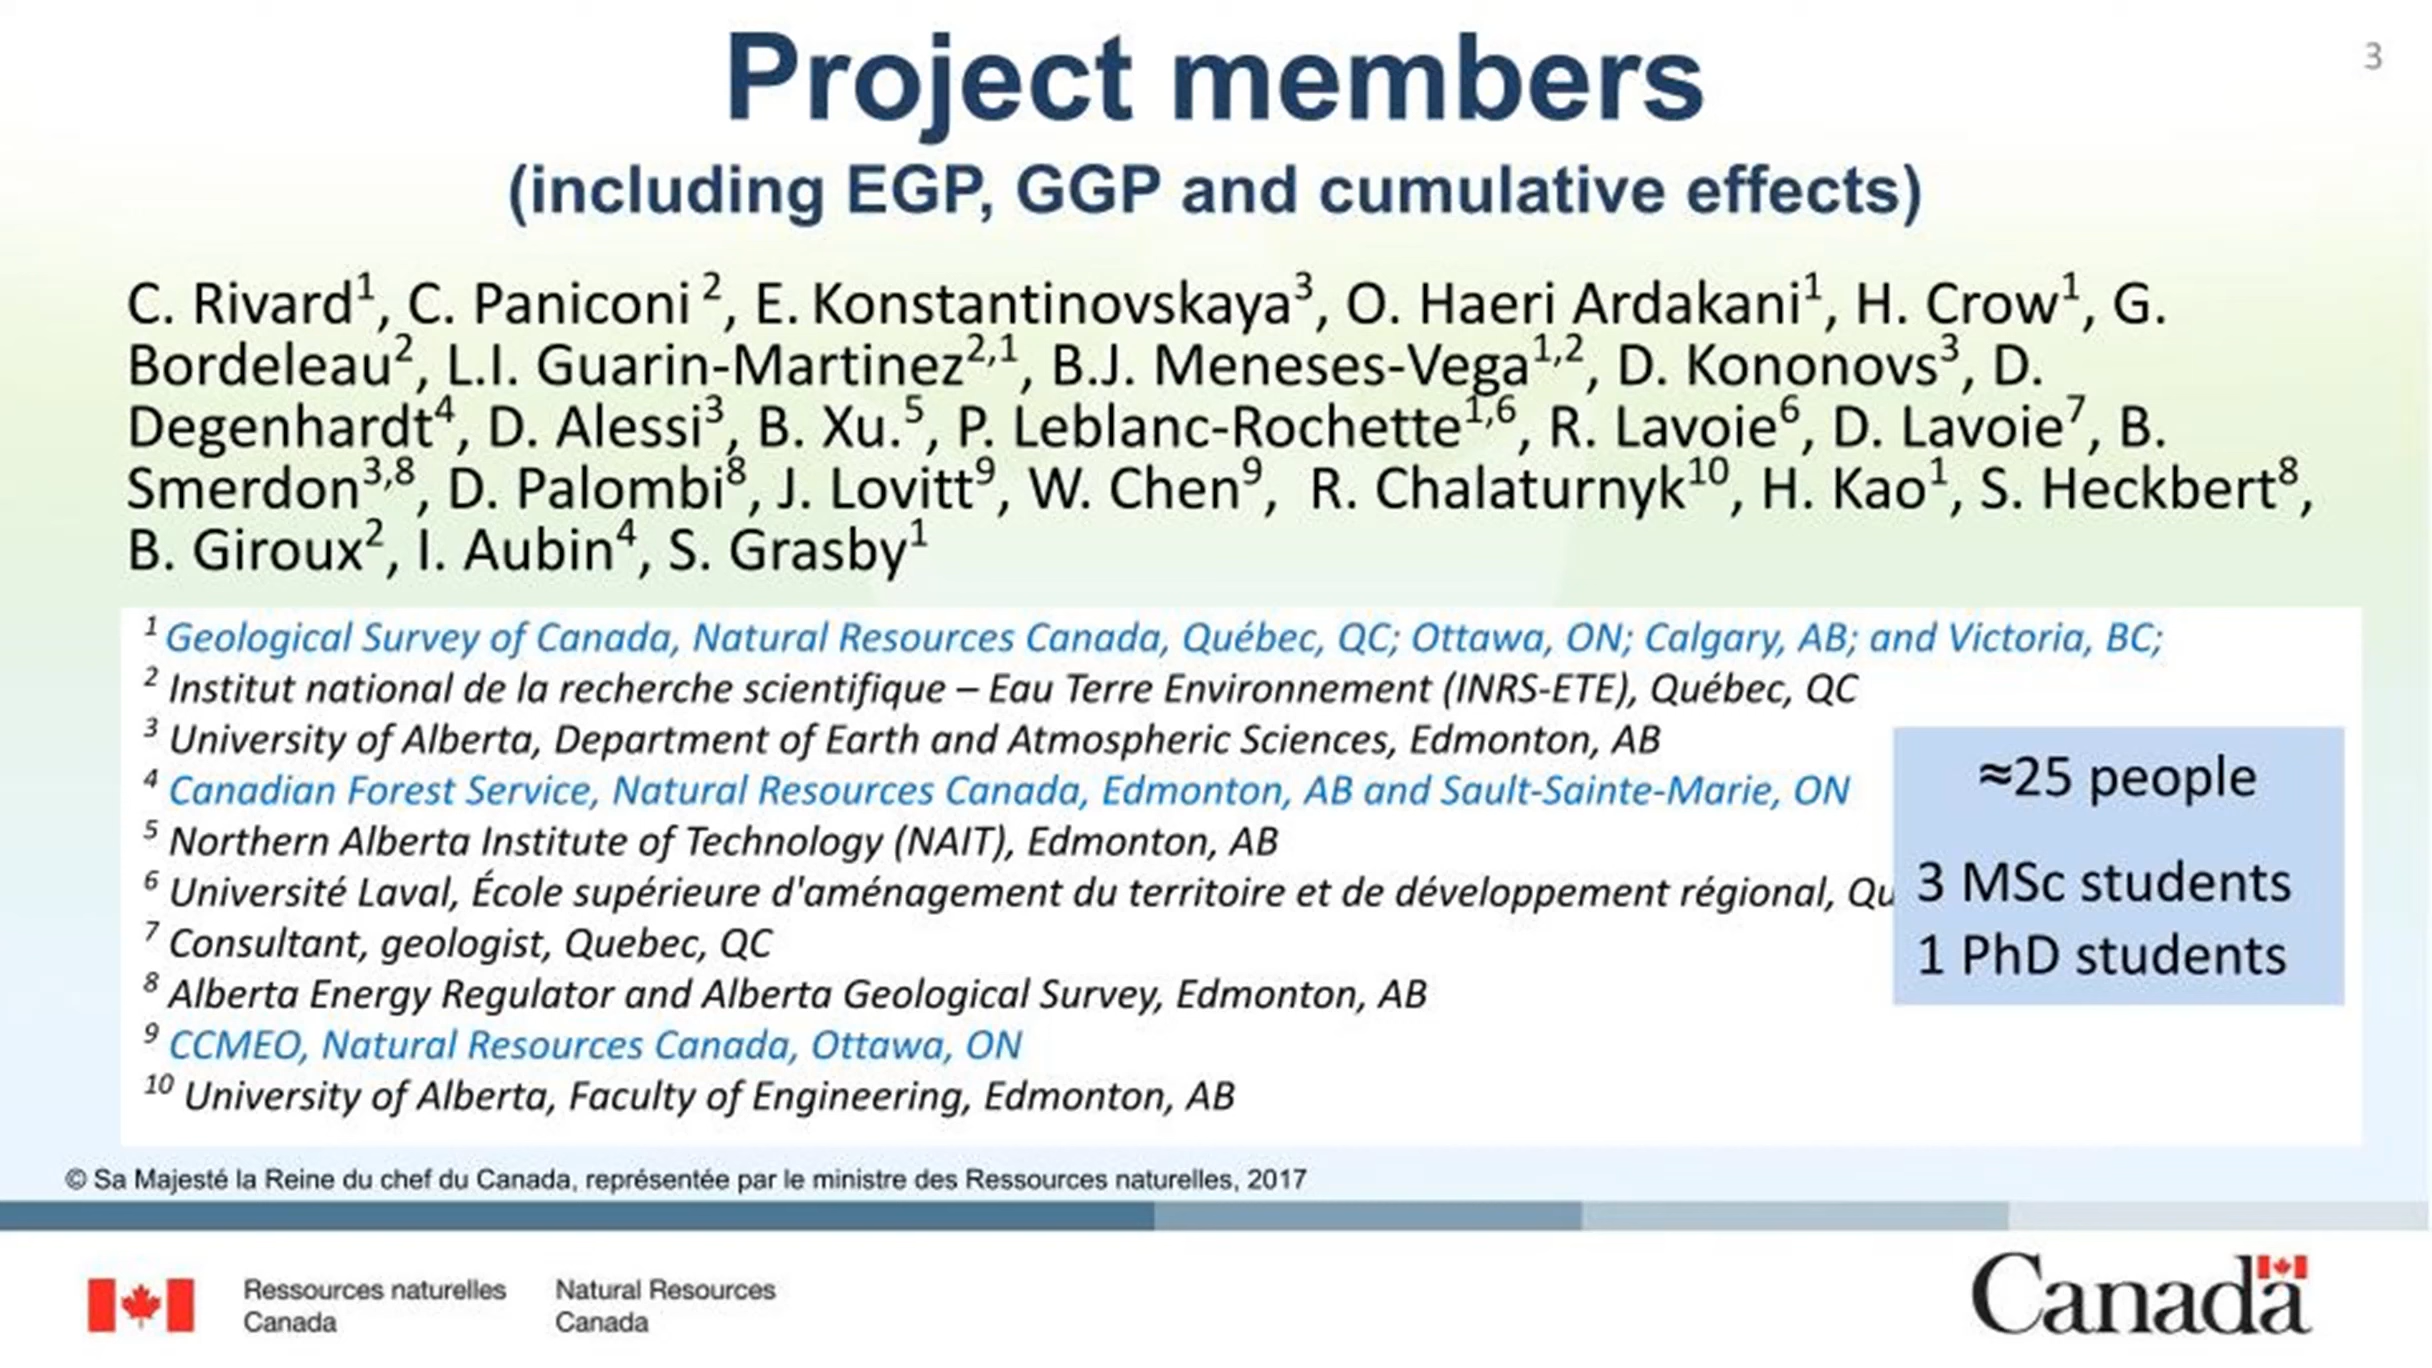 3
Project members
(including EGP, GGP and cumulative effects)
C. Rivard¹, C. Paniconi ², E. Konstantinovskaya³, O. Haeri Ardakani¹, H. Crow¹, G.
Bordeleau², L.I. Guarin-Martinez²,¹, B.J. Meneses-Vega¹,², D. Kononovs³, D.
Degenhardt⁴, D. Alessi³, B. Xu.⁵, P. Leblanc-Rochette¹,⁶, R. Lavoie⁶, D. Lavoie⁷, B.
Smerdon³,⁸, D. Palombi⁸, J. Lovitt⁹, W. Chen⁹, R. Chalaturnyk¹⁰, H. Kao¹, S. Heckbert⁸,
B. Giroux², I. Aubin⁴, S. Grasby¹
¹ Geological Survey of Canada, Natural Resources Canada, Québec, QC; Ottawa, ON; Calgary, AB; and Victoria, BC;
² Institut national de la recherche scientifique – Eau Terre Environnement (INRS-ETE), Québec, QC
³ University of Alberta, Department of Earth and Atmospheric Sciences, Edmonton, AB
⁴ Canadian Forest Service, Natural Resources Canada, Edmonton, AB and Sault-Sainte-Marie, ON
⁵ Northern Alberta Institute of Technology (NAIT), Edmonton, AB
⁶ Université Laval, École supérieure d'aménagement du territoire et de développement régional, Qu
⁷ Consultant, geologist, Quebec, QC
⁸ Alberta Energy Regulator and Alberta Geological Survey, Edmonton, AB
⁹ CCMEO, Natural Resources Canada, Ottawa, ON
¹⁰ University of Alberta, Faculty of Engineering, Edmonton, AB
≈25 people
3 MSc students
1 PhD students
© Sa Majesté la Reine du chef du Canada, représentée par le ministre des Ressources naturelles, 2017
Ressources naturelles
Canada
Natural Resources
Canada
Canada